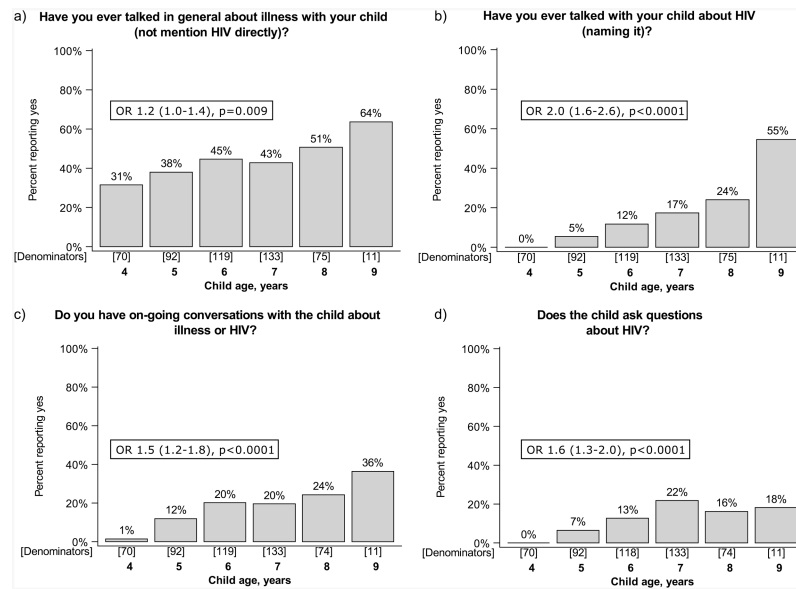 a) Have you ever talked in general about illness with your child
(not mention HIV directly)?
100%
80%
60%
40%
20%
0%
Percent reporting yes
OR 1.2 (1.0-1.4), p=0.009
31%
38%
45%
43%
51%
64%
[Denominators] [70] [92] [119] [133] [75] [11]
4 5 6 7 8 9
Child age, years
b) Have you ever talked with your child about HIV
(naming it)?
100%
80%
60%
40%
20%
0%
Percent reporting yes
OR 2.0 (1.6-2.6), p<0.0001
0%
5%
12%
17%
24%
55%
[Denominators] [70] [92] [119] [133] [75] [11]
4 5 6 7 8 9
Child age, years
c) Do you have on-going conversations with the child about
illness or HIV?
100%
80%
60%
40%
20%
0%
Percent reporting yes
OR 1.5 (1.2-1.8), p<0.0001
1%
12%
20%
20%
24%
36%
[Denominators] [70] [92] [119] [133] [74] [11]
4 5 6 7 8 9
Child age, years
d) Does the child ask questions
about HIV?
100%
80%
60%
40%
20%
0%
Percent reporting yes
OR 1.6 (1.3-2.0), p<0.0001
0%
7%
13%
22%
16%
18%
[Denominators] [70] [92] [118] [133] [74] [11]
4 5 6 7 8 9
Child age, years